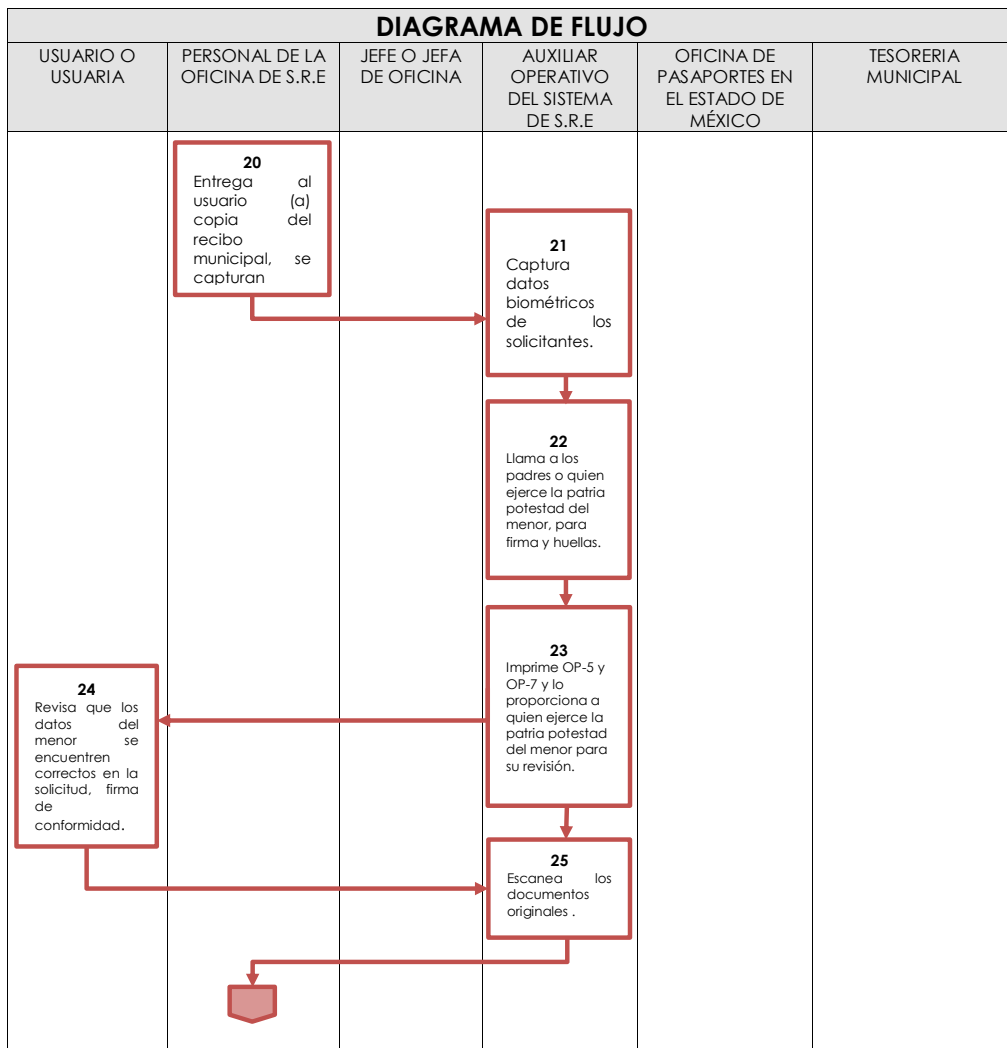 DIAGRAMA DE FLUJO
USUARIO O
USUARIA
PERSONAL DE LA
OFICINA DE S.R.E
JEFE O JEFA
DE OFICINA
AUXILIAR
OPERATIVO
DEL SISTEMA
DE S.R.E
OFICINA DE
PASAPORTES EN
EL ESTADO DE
MÉXICO
TESORERIA
MUNICIPAL
20
Entrega al
usuario (a)
copia del
recibo
municipal, se
capturan
21
Captura
datos
biométricos
de los
solicitantes.
22
Llama a los
padres o quien
ejerce la patria
potestad del
menor, para
firma y huellas.
23
Imprime OP-5 y
OP-7 y lo
proporciona a
quien ejerce la
patria potestad
del menor para
su revisión.
24
Revisa que los
datos del
menor se
encuentren
correctos en la
solicitud, firma
de
conformidad.
25
Escanea los
documentos
originales .